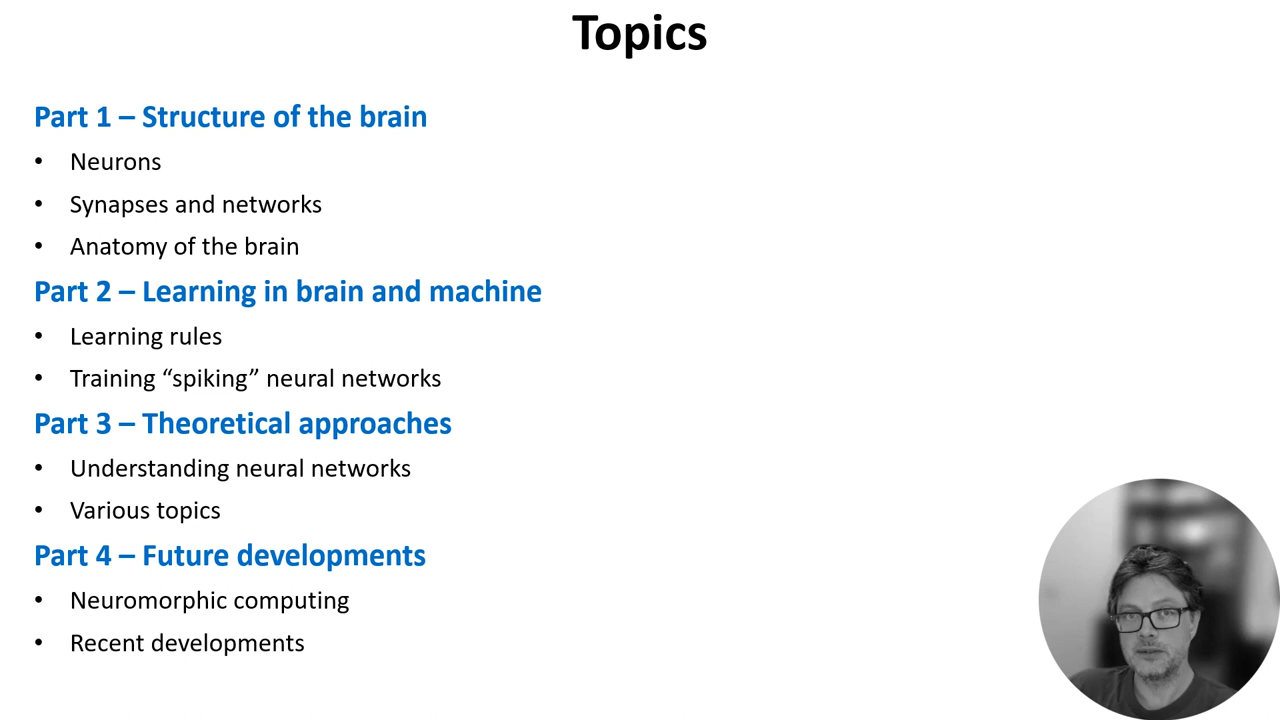 Topics
Part 1 – Structure of the brain
• Neurons
• Synapses and networks
• Anatomy of the brain
Part 2 – Learning in brain and machine
• Learning rules
• Training “spiking” neural networks
Part 3 – Theoretical approaches
• Understanding neural networks
• Various topics
Part 4 – Future developments
• Neuromorphic computing
• Recent developments